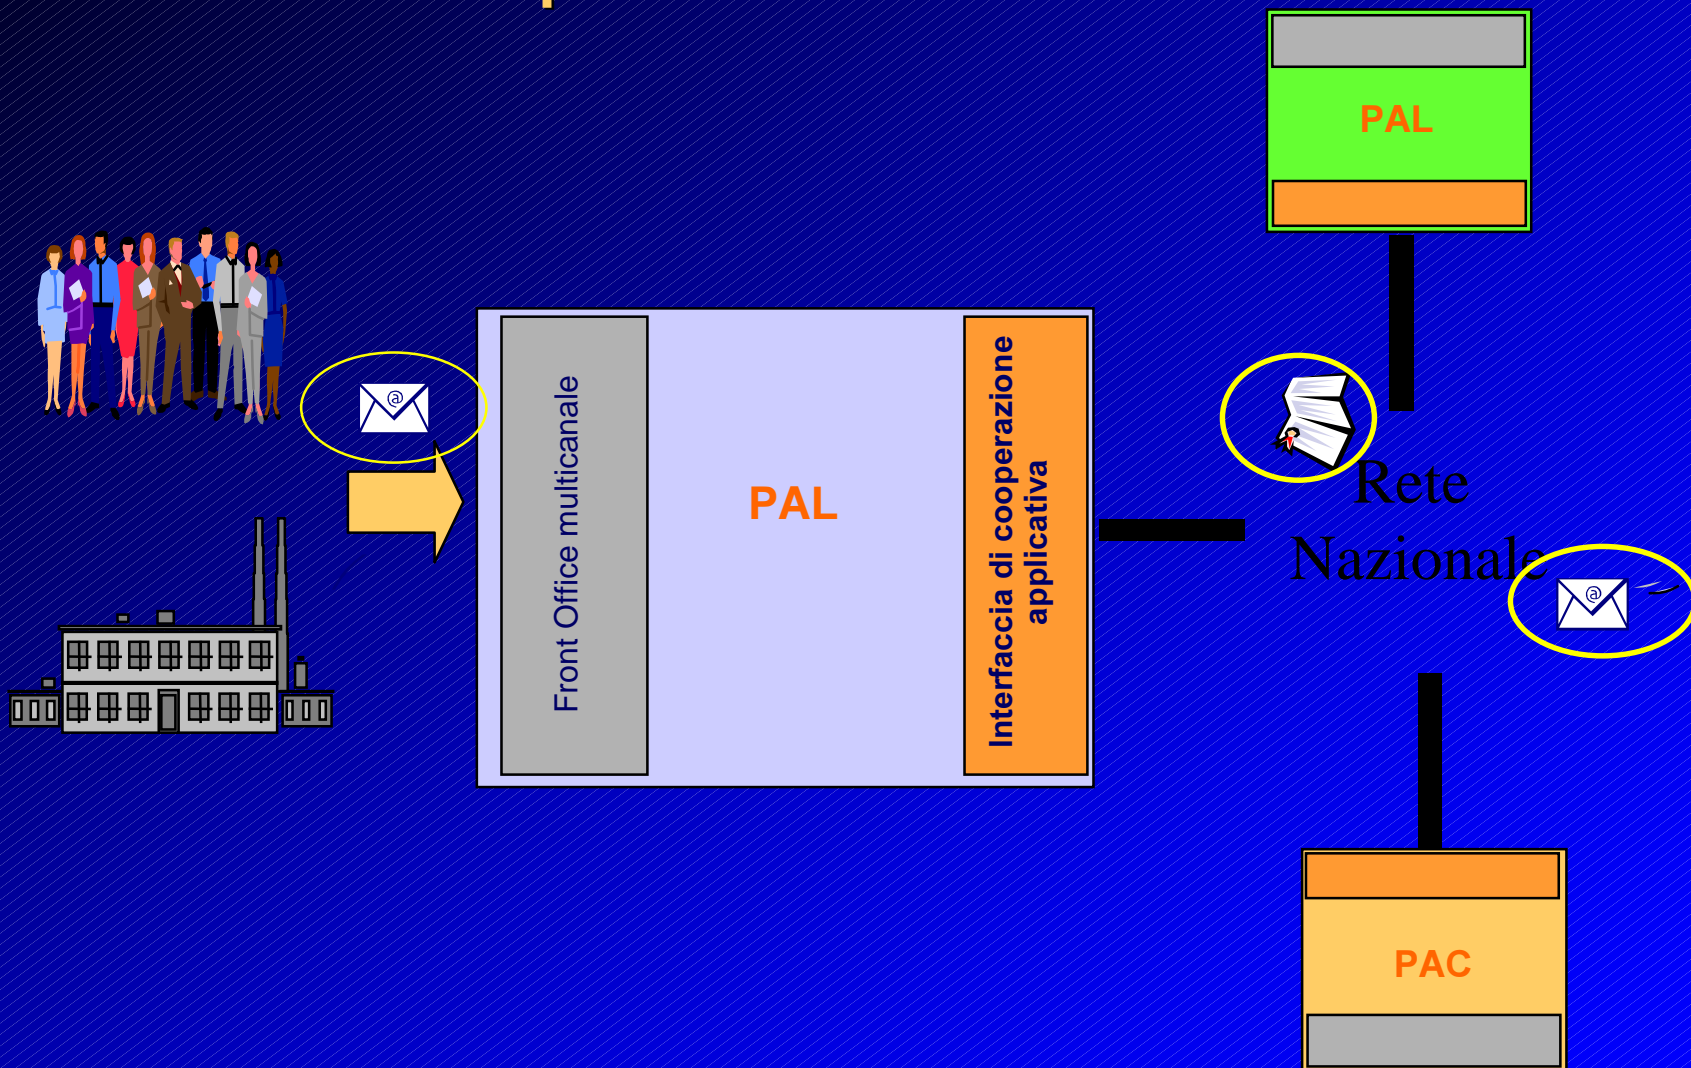 PAL
Front Office multicanale
PAL
Interfaccia di cooperazione
applicativa
@
Rete
Nazionale
@
PAC